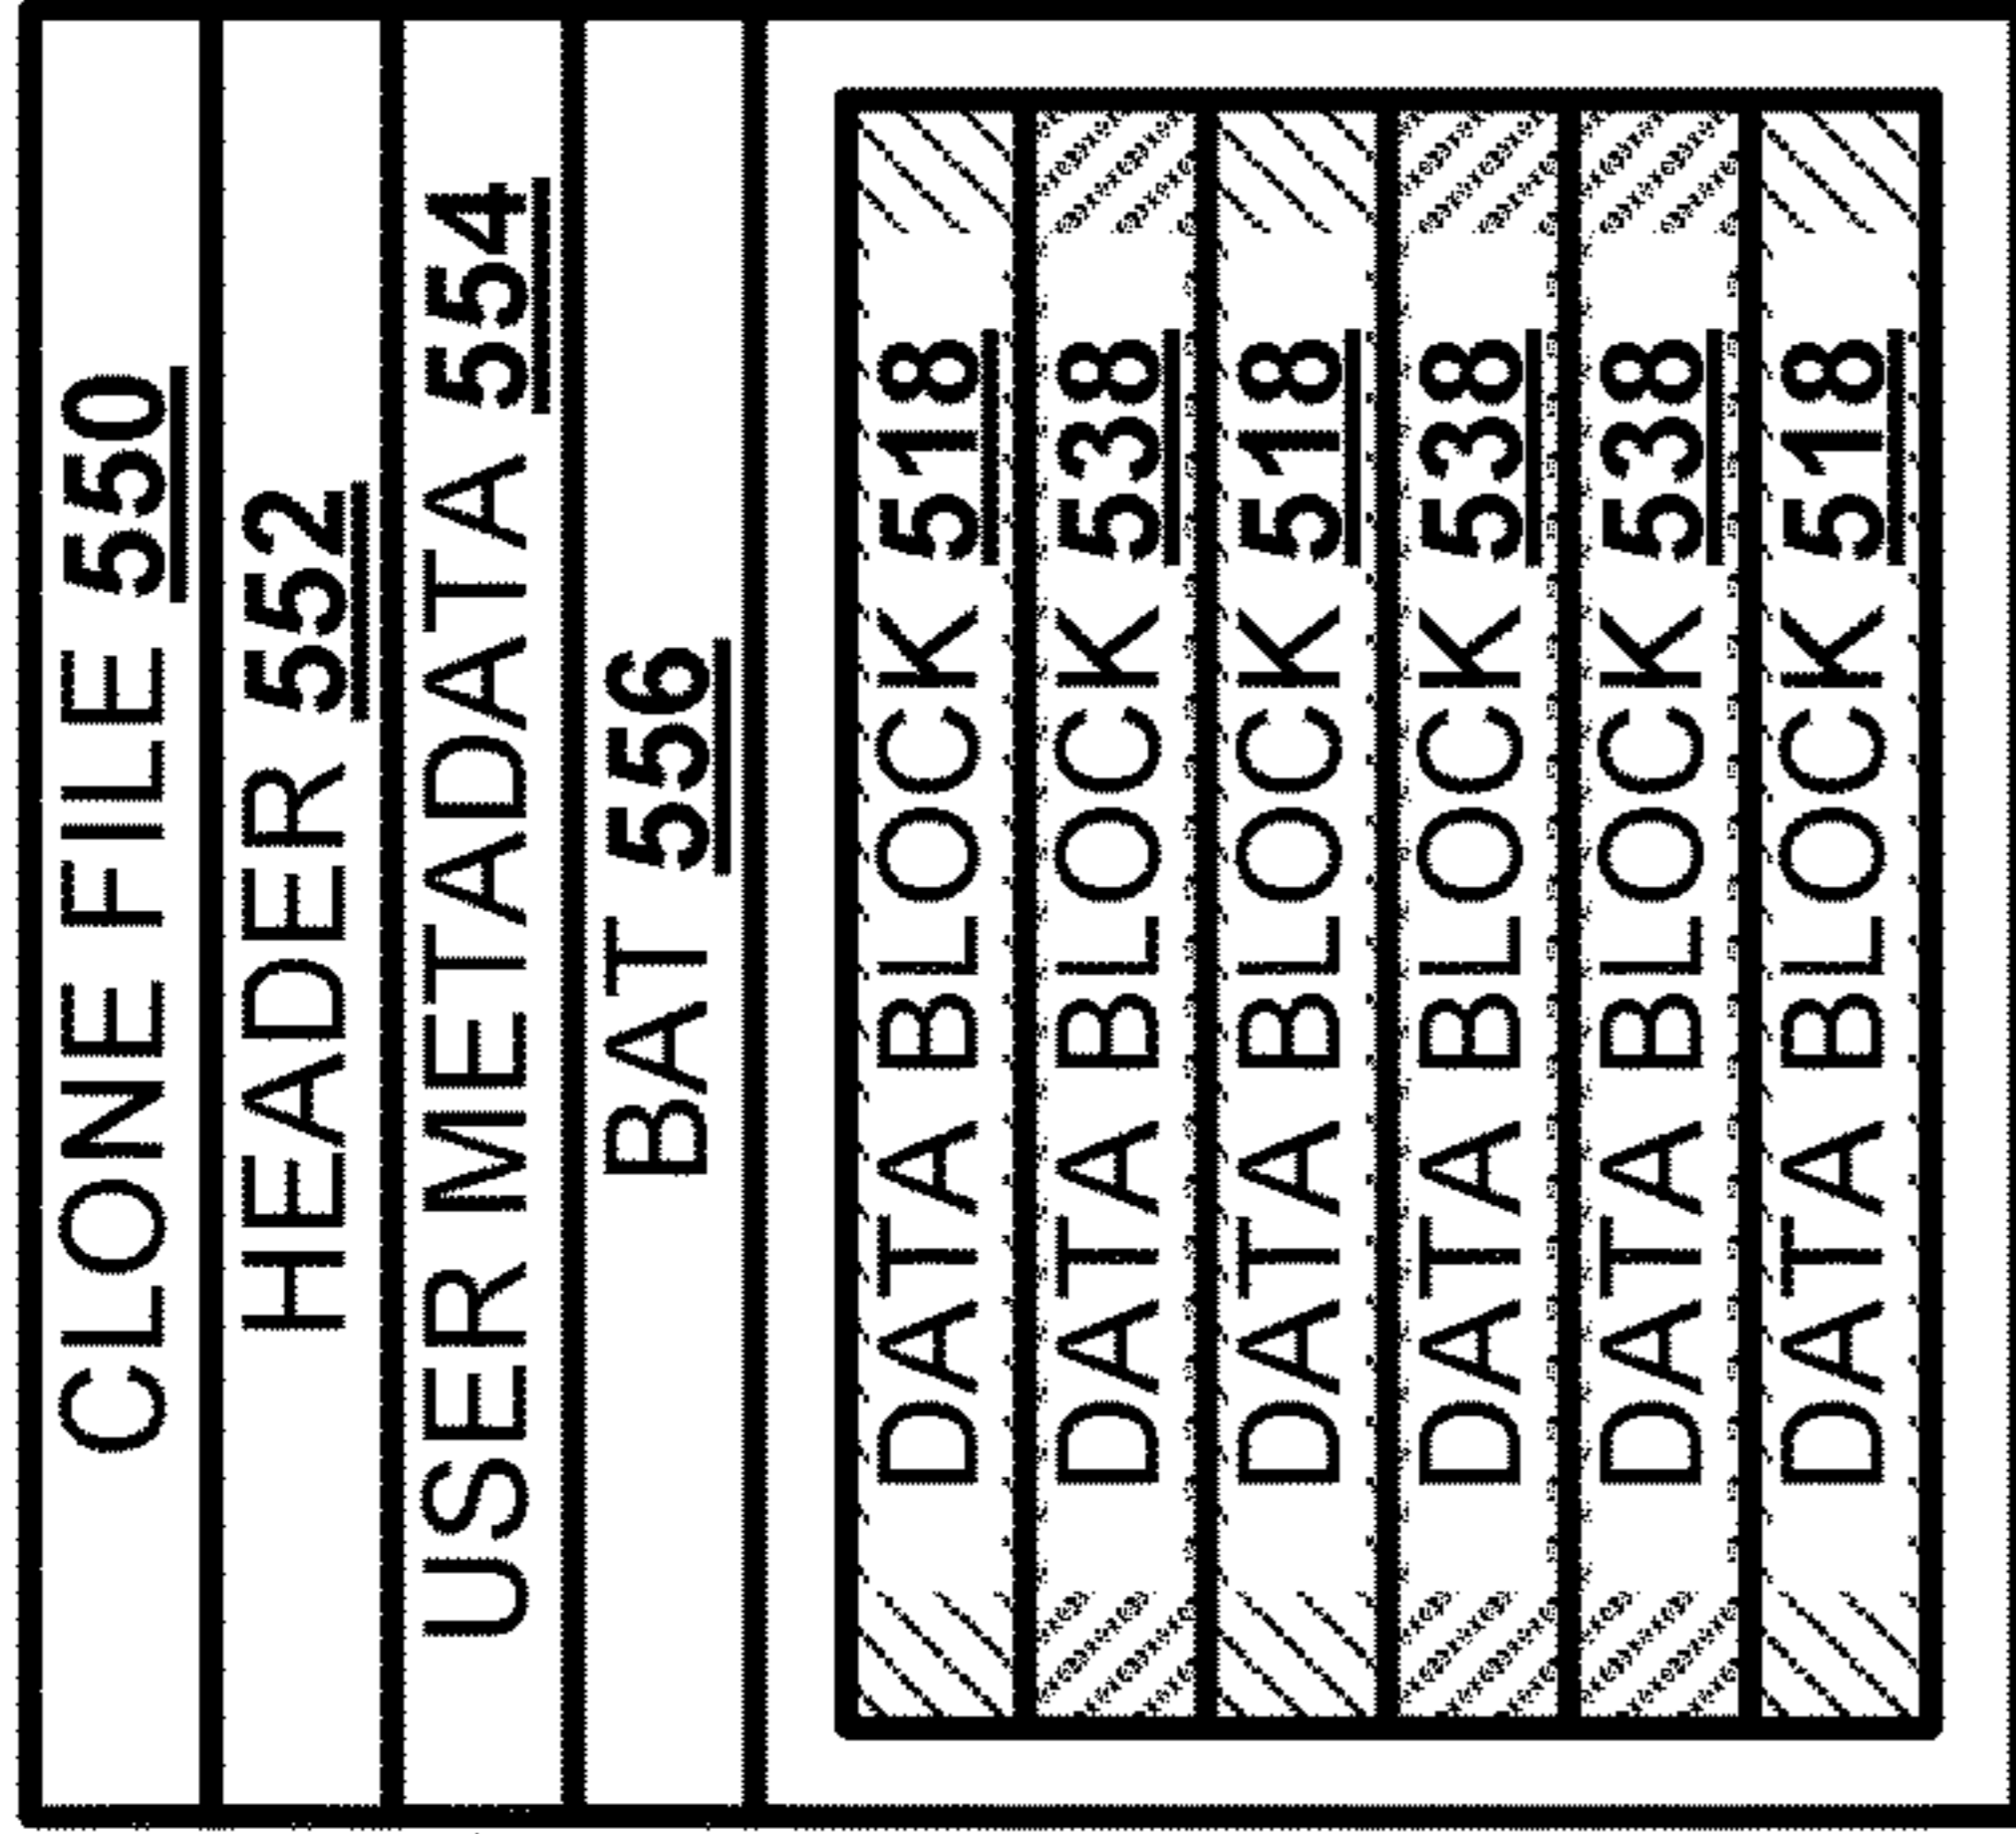 CLONE FILE 550
HEADER 552
USER METADATA 554
BAT 556
DATA BLOCK 518
DATA BLOCK 538
DATA BLOCK 518
DATA BLOCK 538
DATA BLOCK 538
DATA BLOCK 518